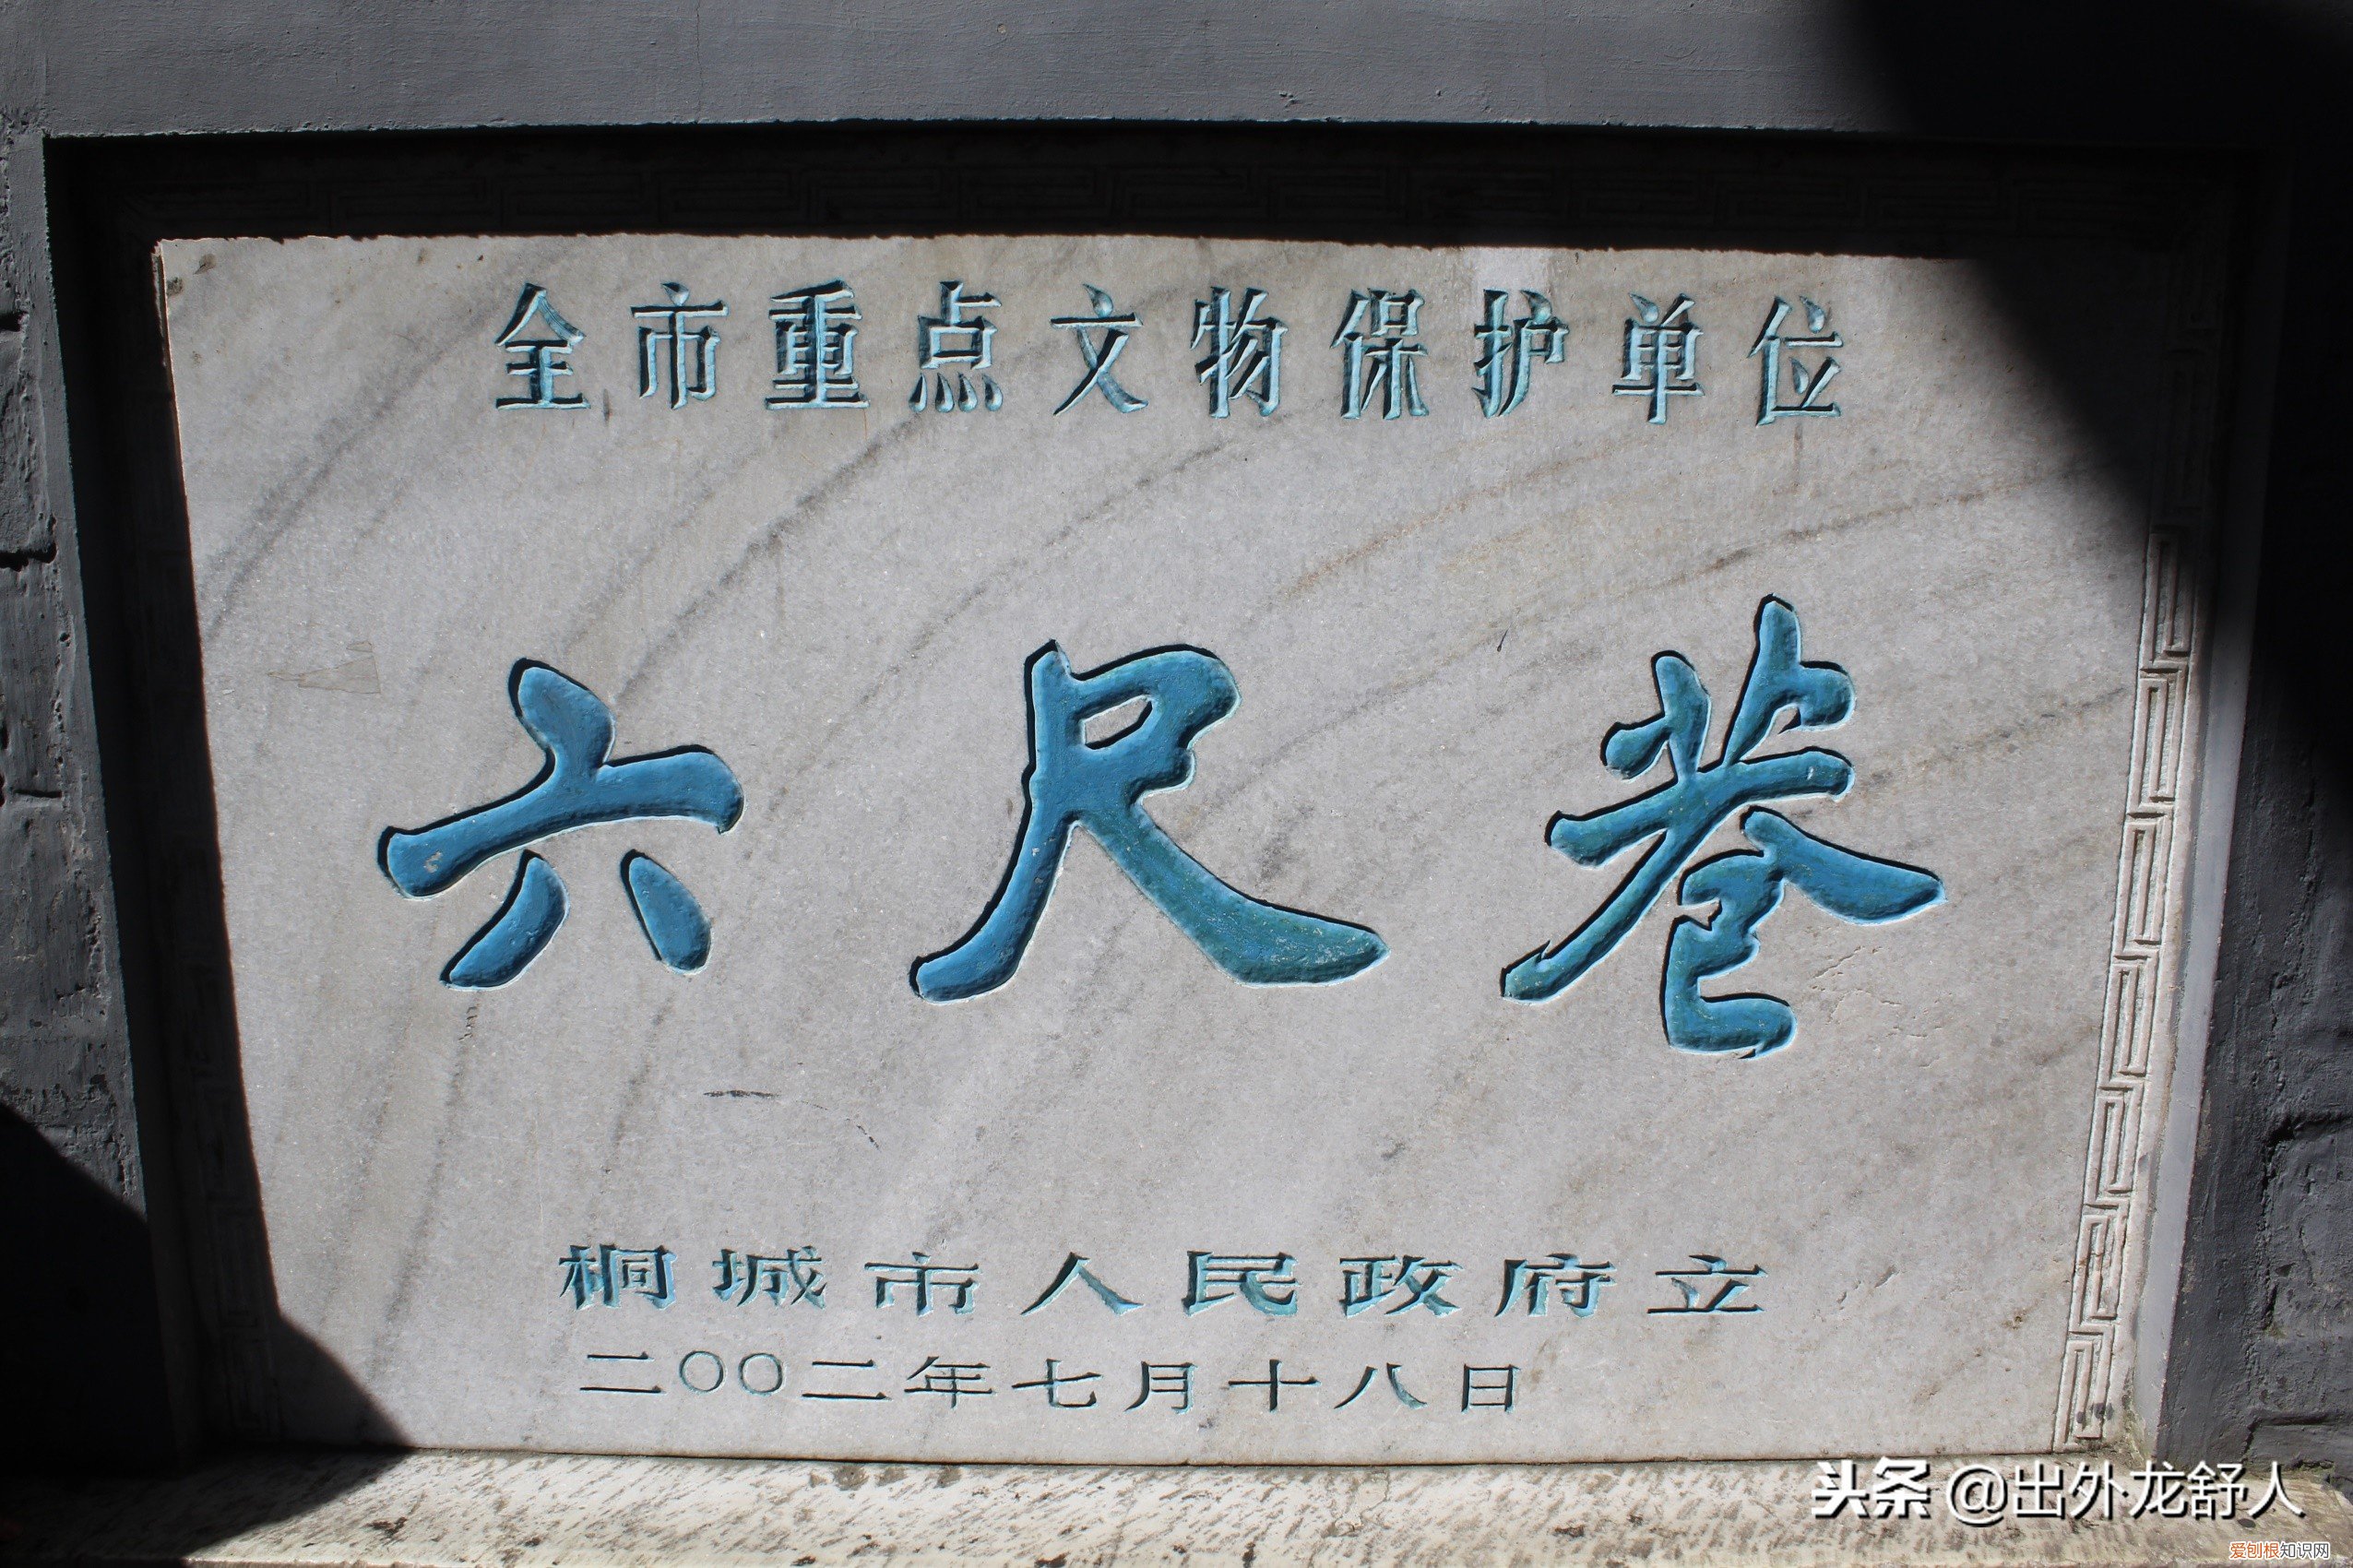 全市重点文物保护单位
六尺巷
桐城市人民政府立
二〇〇二年七月十八日
头条 @出外龙舒人
爱刨根知识网